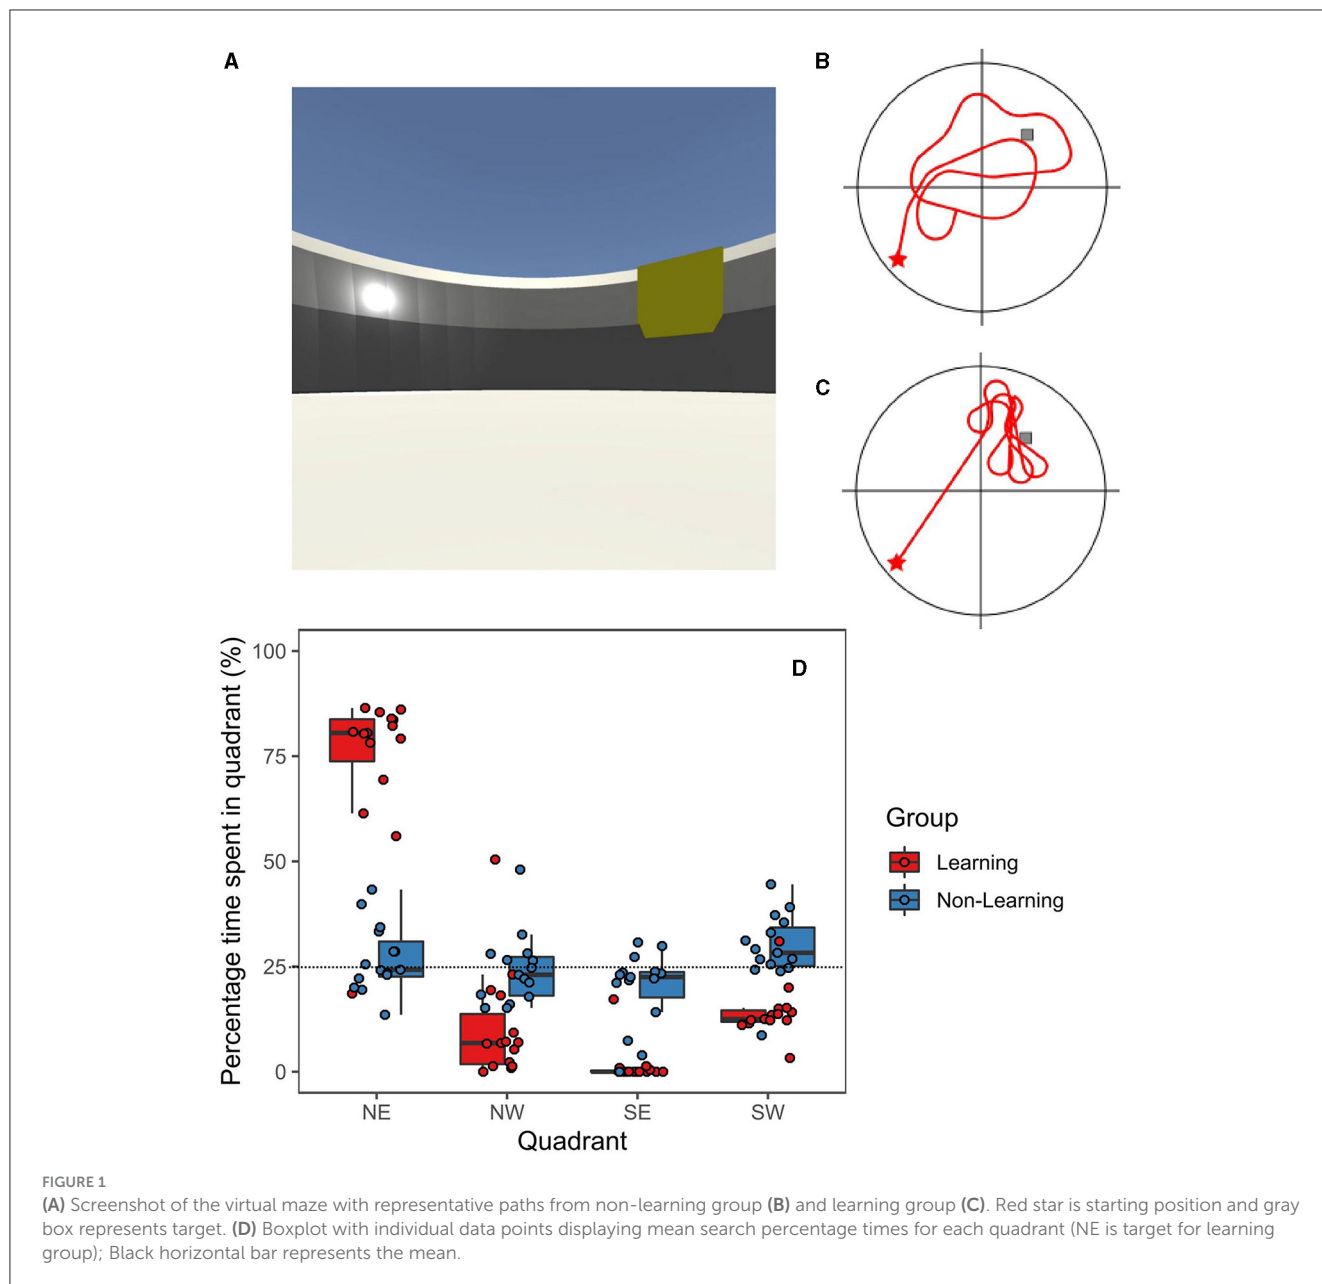 A
B
C
D
Percentage time spent in quadrant (%)
100
75
50
25
0
NE
NW
SE
SW
Quadrant
Group
Learning
Non-Learning
FIGURE 1
(A) Screenshot of the virtual maze with representative paths from non-learning group (B) and learning group (C). Red star is starting position and gray
box represents target. (D) Boxplot with individual data points displaying mean search percentage times for each quadrant (NE is target for learning
group); Black horizontal bar represents the mean.